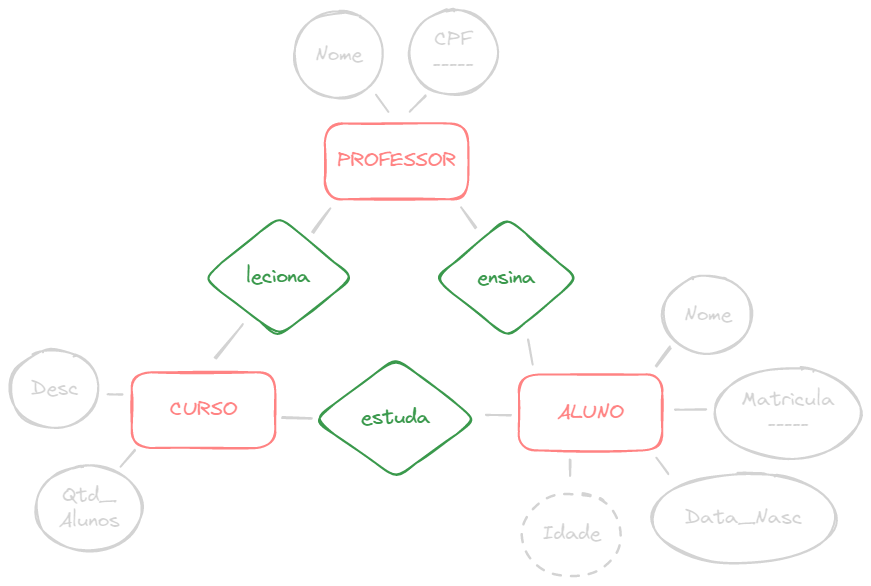 Nome
CPF
-----
PROFESSOR
leciona
ensina
Nome
Desc
CURSO
estuda
ALUNO
Matricula
-----
Qtd_
Alunos
Idade
Data_Nasc